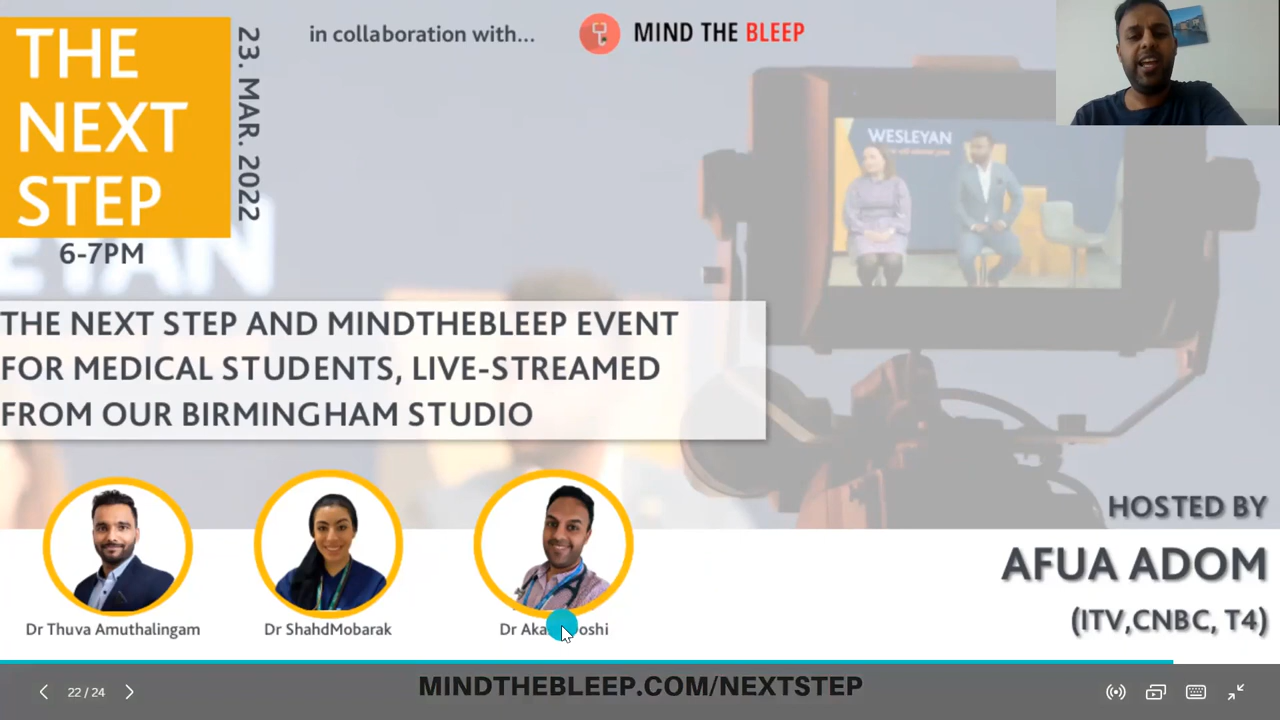 THE
NEXT
STEP
23. MAR. 2022
6-7PM
in collaboration with...
MIND THE BLEEP
WESLEYAN
THE NEXT STEP AND MINDTHEBLEEP EVENT
FOR MEDICAL STUDENTS, LIVE-STREAMED
FROM OUR BIRMINGHAM STUDIO
Dr Thuva Amuthalingam
Dr ShahdMobarak
Dr
HOSTED BY
AFUA ADOM
(ITV,CNBC, T4)
22 / 24
MINDTHEBLEEP.COM/NEXTSTEP